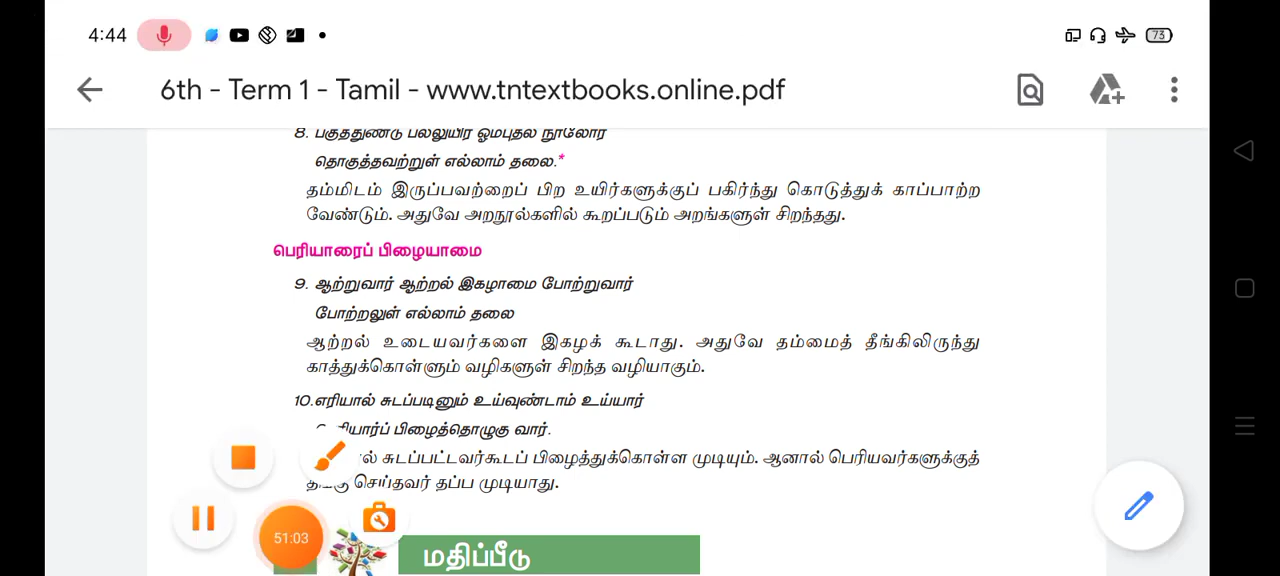 4:44
73
6th - Term 1 - Tamil - www.tntextbooks.online.pdf
8. பகுத்துண்டு பல்லுயிர் ஓம்புதல் நூலோர்
தொகுத்தவற்றுள் எல்லாம் தலை.*
தம்மிடம் இருப்பவற்றைப் பிற உயிர்களுக்குப் பகிர்ந்து கொடுத்துக் காப்பாற்ற
வேண்டும். அதுவே அறநூல்களில் கூறப்படும் அறங்களுள் சிறந்தது.
பெரியாரைப் பிழையாமை
9. ஆற்றுவார் ஆற்றல் இகழாமை போற்றுவார்
போற்றலுள் எல்லாம் தலை
ஆற்றல் உடையவர்களை இகழக் கூடாது. அதுவே தம்மைத் தீங்கிலிருந்து
காத்துக்கொள்ளும் வழிகளுள் சிறந்த வழியாகும்.
10.எரியால் சுடப்படினும் உய்வுண்டாம் உய்யார்
பிழைத்தொழுகு வார்.
சுடப்பட்டவர்கூடப் பிழைத்துக்கொள்ள முடியும். ஆனால் பெரியவர்களுக்குத்
செய்தவர் தப்ப முடியாது.
51:03
மதிப்பீடு